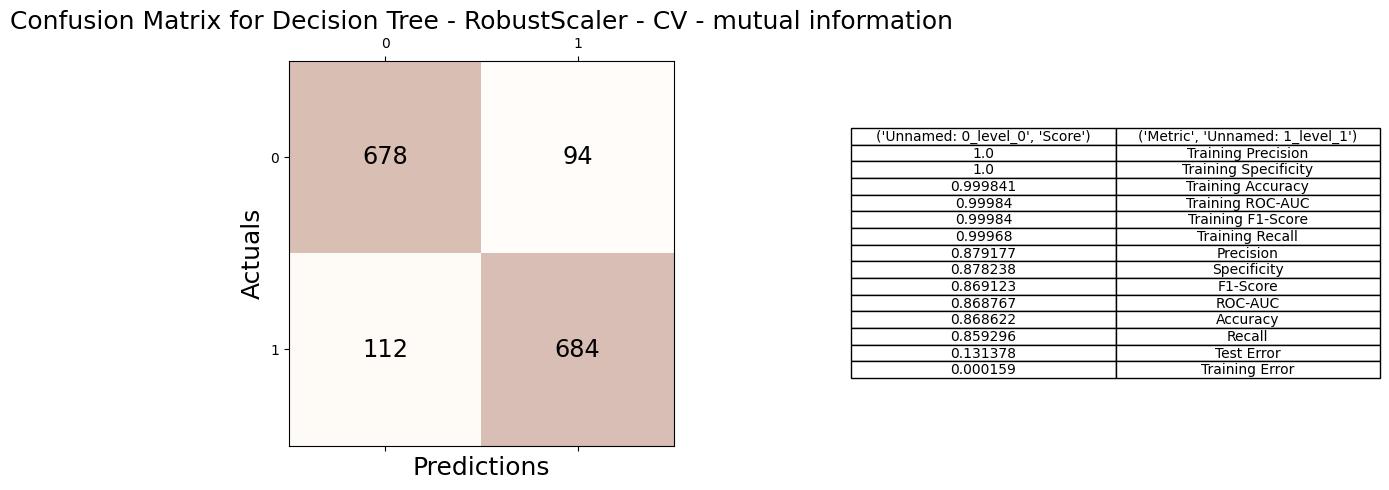 Confusion Matrix for Decision Tree - RobustScaler - CV - mutual information
0 1
0 678 94
1 112 684
Actuals
Predictions
('Unnamed: 0_level_0', 'Score') ('Metric', 'Unnamed: 1_level_1')
1.0 Training Precision
1.0 Training Specificity
0.999841 Training Accuracy
0.99984 Training ROC-AUC
0.99984 Training F1-Score
0.99968 Training Recall
0.879177 Precision
0.878238 Specificity
0.869123 F1-Score
0.868767 ROC-AUC
0.868622 Accuracy
0.859296 Recall
0.131378 Test Error
0.000159 Training Error